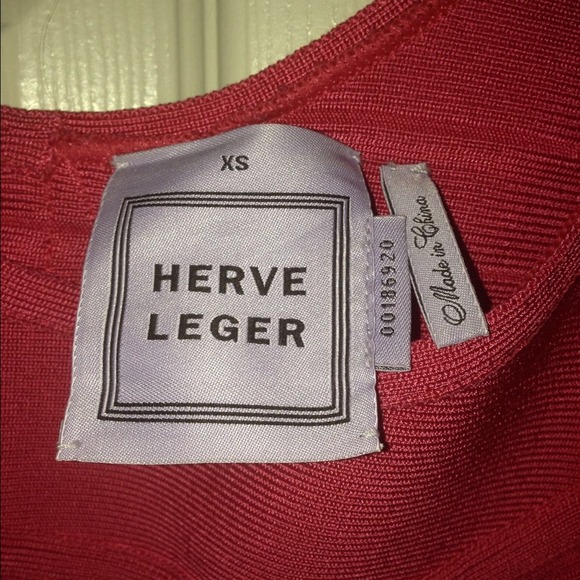 XS
HERVE
LEGER
00186920
Made in China